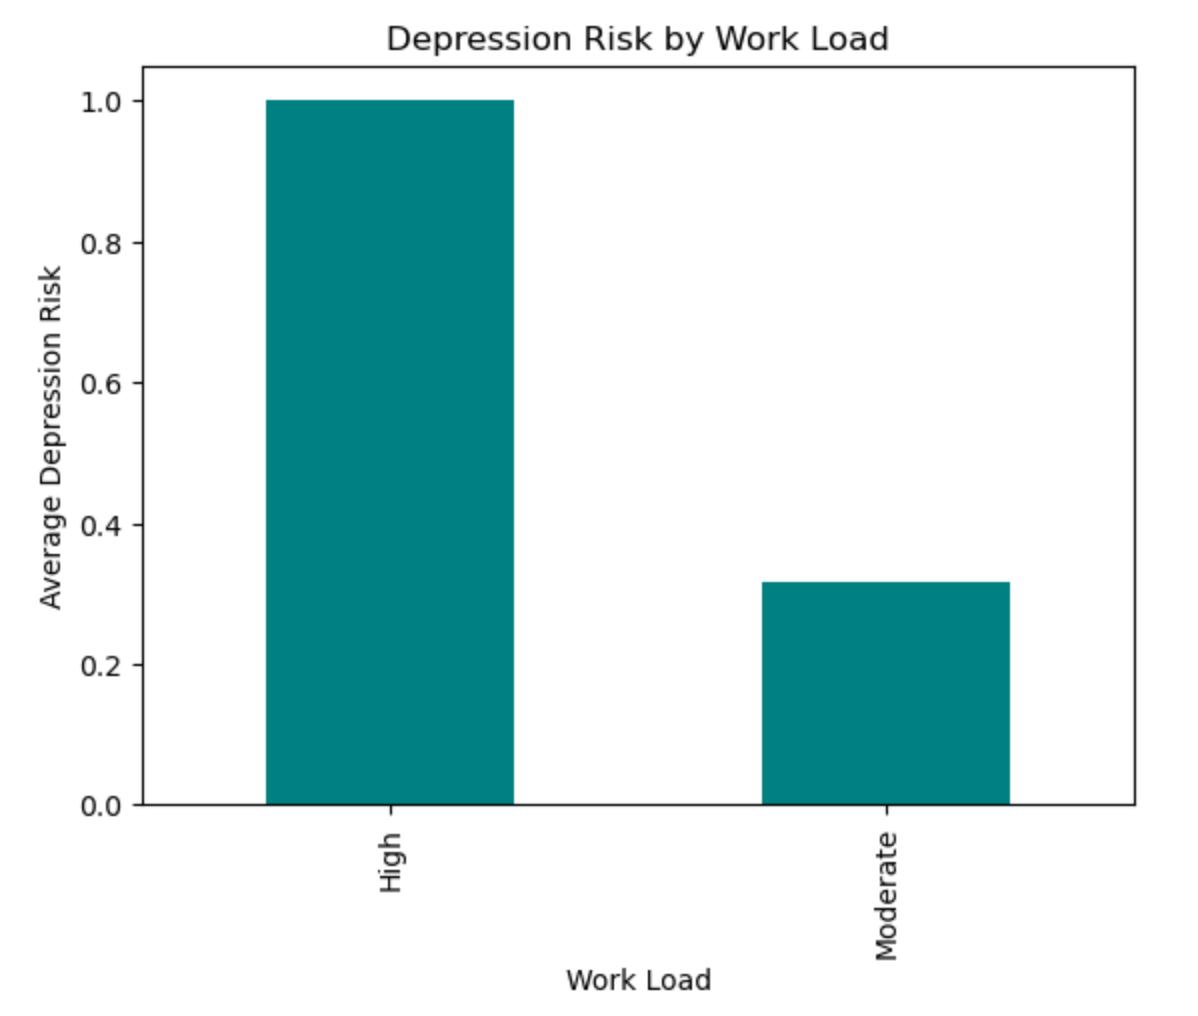 Depression Risk by Work Load
1.0
0.8
0.6
0.4
0.2
0.0
Average Depression Risk
High
Moderate
Work Load